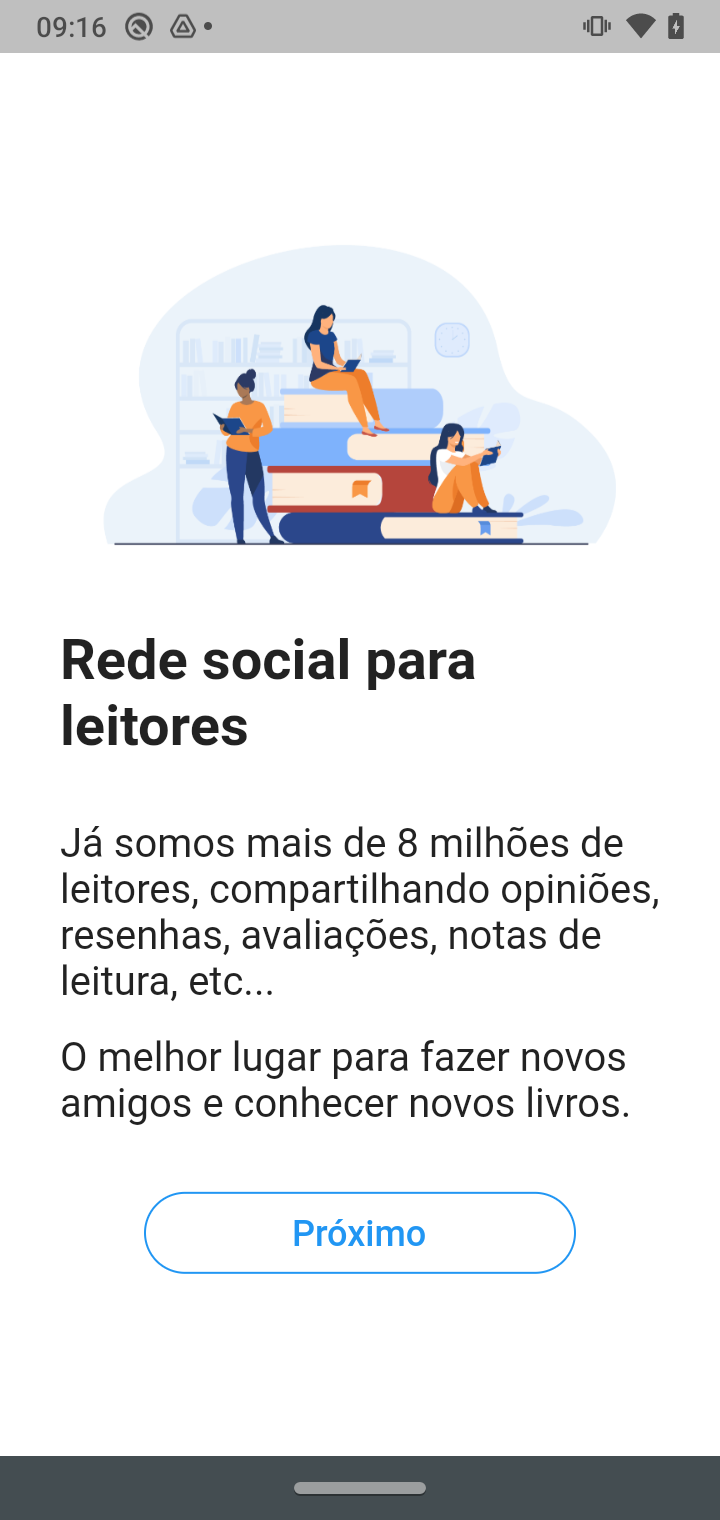 09:16
Rede social para
leitores
Já somos mais de 8 milhões de
leitores, compartilhando opiniões,
resenhas, avaliações, notas de
leitura, etc...
O melhor lugar para fazer novos
amigos e conhecer novos livros.
Próximo